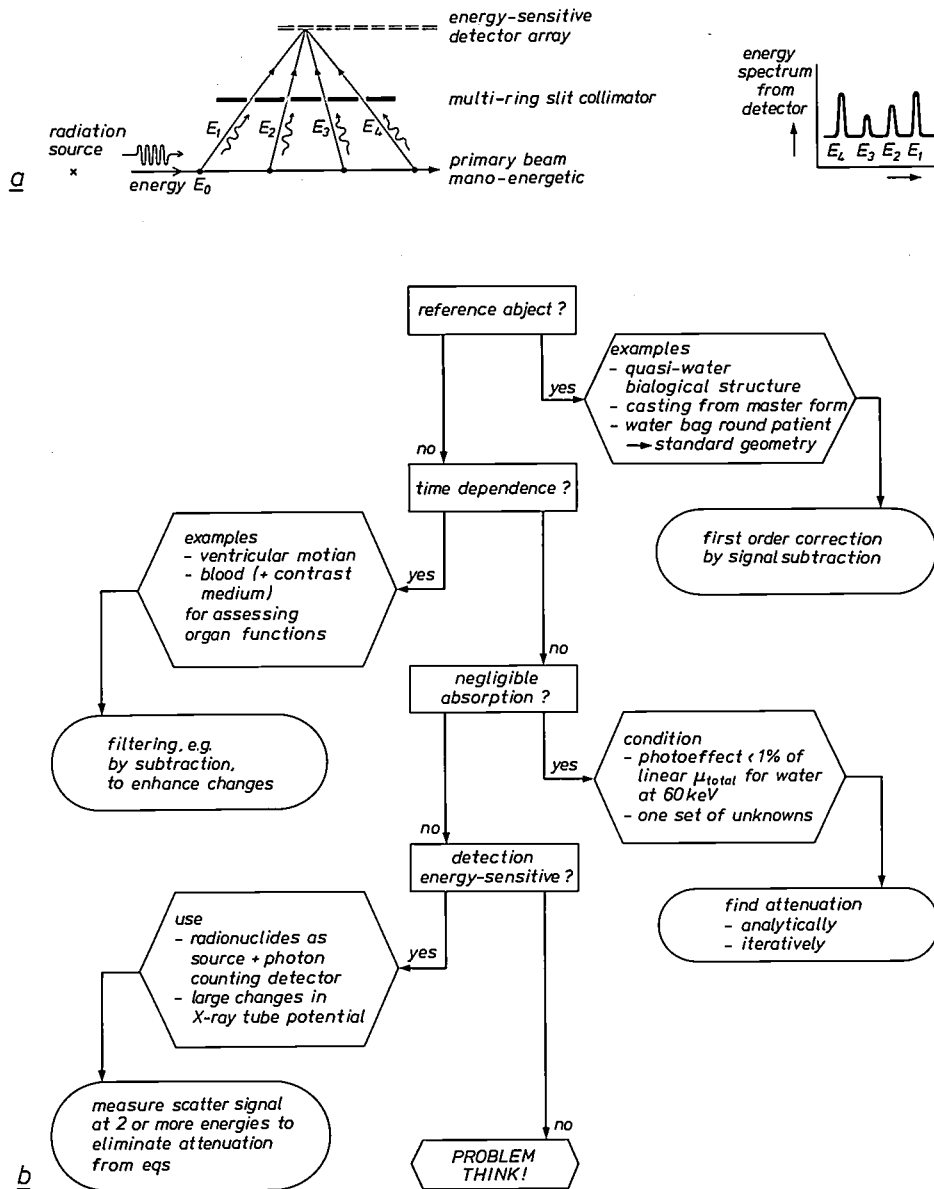 a
energy-sensitive
detector array
multi-ring slit collimator
E1 E2 E3 E4
radiation
source
×
energy E0
primary beam
mano-energetic
energy
spectrum
from
detector
E4 E3 E2 E1
b
reference abject ?
yes
examples
- quasi-water
bialogical structure
- casting from master form
- water bag round patient
→ standard geometry
first order correction
by signal subtraction
no
time dependence ?
yes
examples
- ventricular motian
- blood (+ contrast
medium)
for assessing
organ functions
filtering, e.g.
by subtraction,
to enhance changes
no
negligible
absorption ?
yes
condition
- photoeffect < 1% of
linear μtotal for water
at 60 keV
- one set of unknowns
find attenuation
- analytically
- iteratively
no
detection
energy-sensitive ?
yes
use
- radionuclides as
source + photon
counting detector
- large changes in
X-ray tube potential
measure scatter signal
at 2 or more energies to
eliminate attenuation
from eqs
no
PROBLEM
THINK!